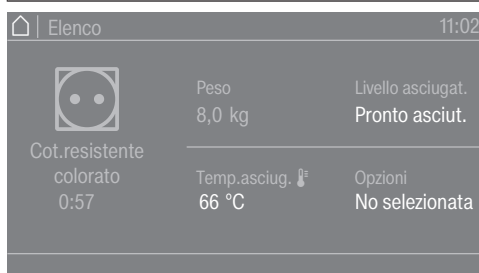 Elenco 11:02
Cot.resistente
colorato
0:57
Peso
8,0 kg
Livello asciugat.
Pronto asciut.
Temp.asciug.
66 °C
Opzioni
No selezionata